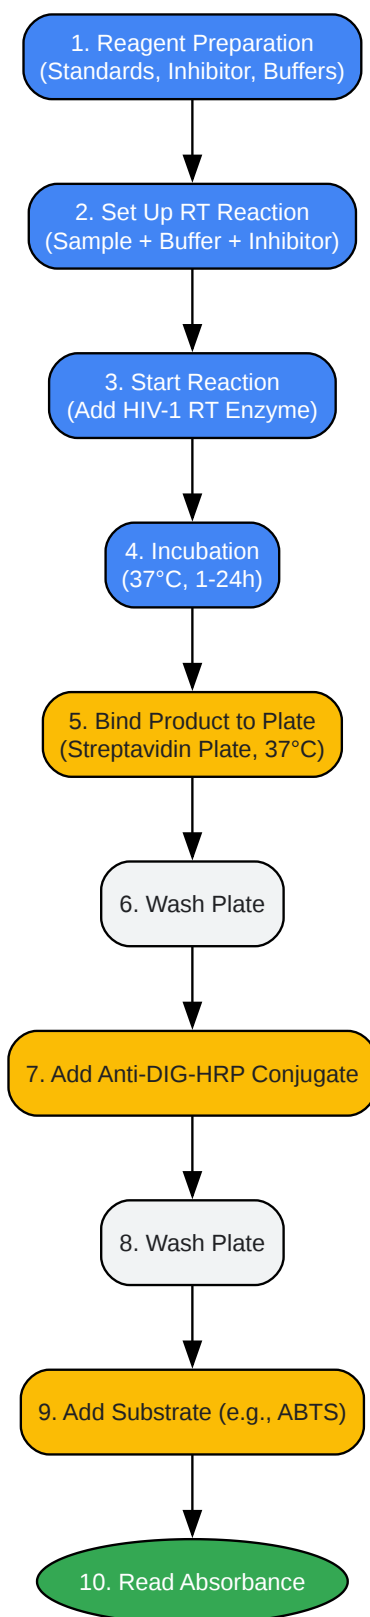 1. Reagent Preparation
(Standards, Inhibitor, Buffers)
2. Set Up RT Reaction
(Sample + Buffer + Inhibitor)
3. Start Reaction
(Add HIV-1 RT Enzyme)
4. Incubation
(37°C, 1-24h)
5. Bind Product to Plate
(Streptavidin Plate, 37°C)
6. Wash Plate
7. Add Anti-DIG-HRP Conjugate
8. Wash Plate
9. Add Substrate (e.g., ABTS)
10. Read Absorbance